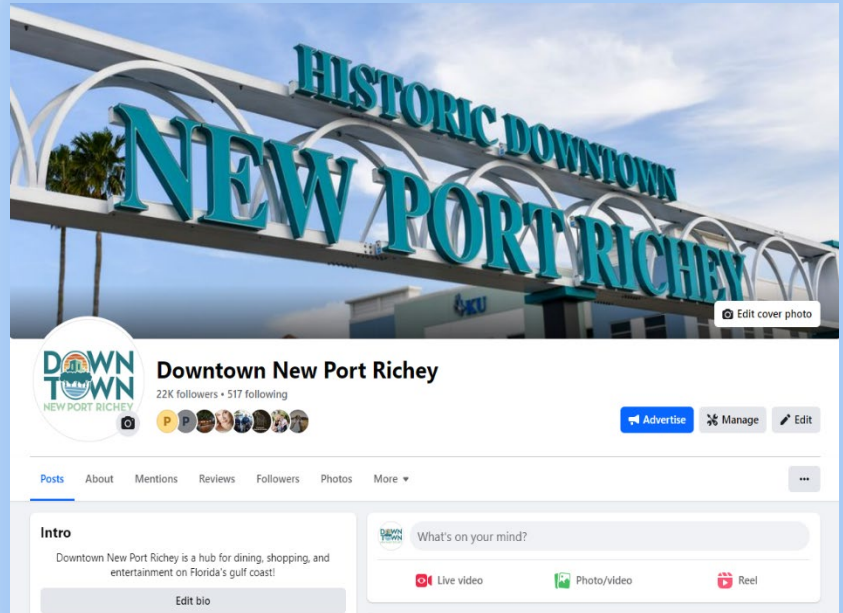 HISTORIC DOWNTOWN
NEW PORT RICHEY
KU
Edit cover photo
DOWN
TOWN
NEW PORT RICHEY
Downtown New Port Richey
22K followers • 517 following
P P
Advertise
Manage
Edit
Posts About Mentions Reviews Followers Photos More
Intro
Downtown New Port Richey is a hub for dining, shopping, and
entertainment on Florida's gulf coast!
Edit bio
DOWN
TOWN
What's on your mind?
Live video
Photo/video
Reel